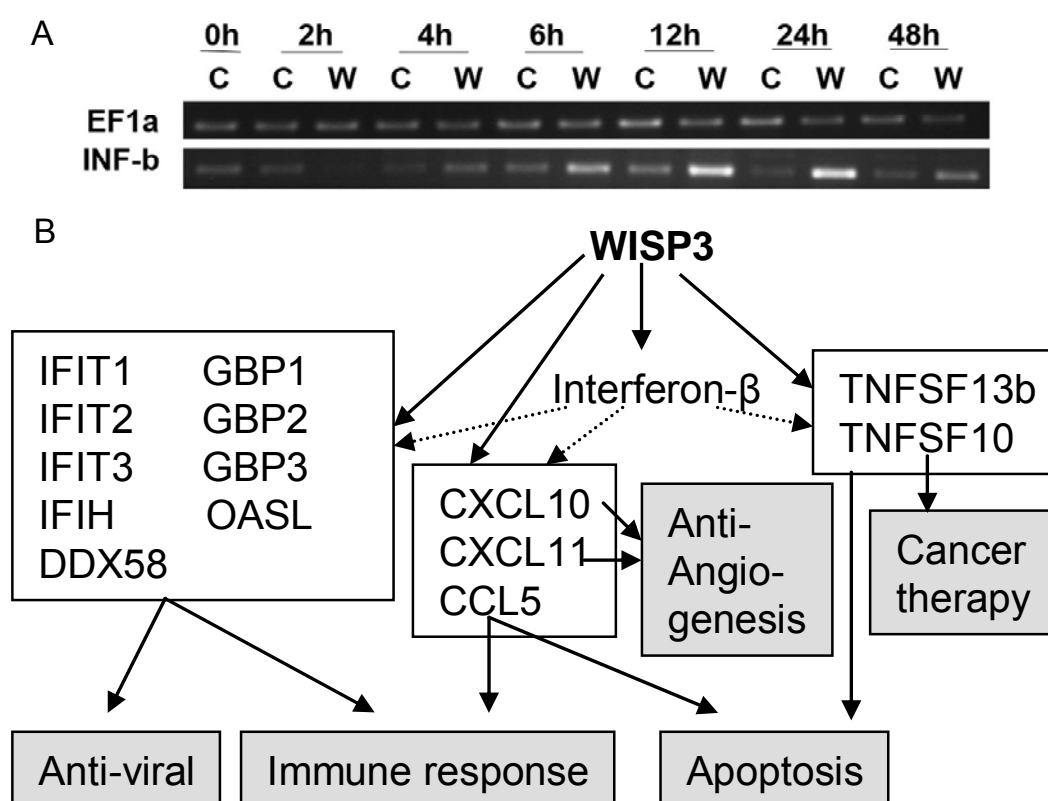 A
0h 2h 4h 6h 12h 24h 48h
C C W C W C W C W C W C W
EF1a
INF-b
B
WISP3
IFIT1 GBP1
IFIT2 GBP2
IFIT3 GBP3
IFIH OASL
DDX58
Interferon-β
TNFSF13b
TNFSF10
CXCL10
CXCL11
CCL5
Anti-
Angio-
genesis
Cancer
therapy
Anti-viral
Immune response
Apoptosis